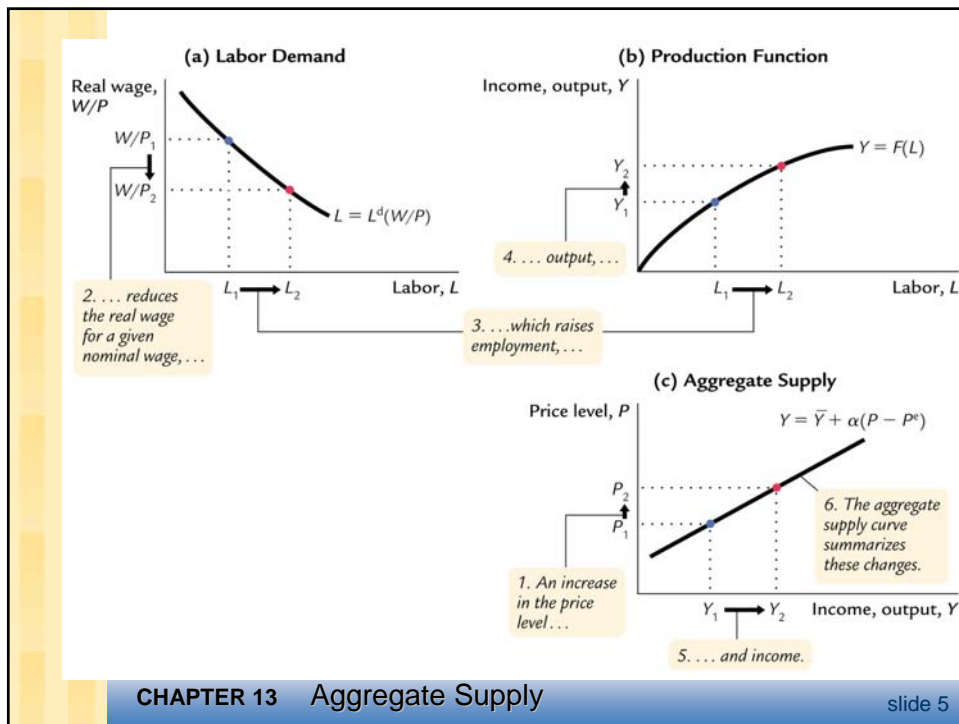 (a) Labor Demand
Real wage,
W/P
W/P₁
W/P₂
L = Lᵈ(W/P)
L₁
L₂
Labor, L
2. . . . reduces
the real wage
for a given
nominal wage, . . .
(b) Production Function
Income, output, Y
Y₂
Y₁
Y = F(L)
4. . . . output, . . .
L₁
L₂
Labor, L
3. . . . which raises
employment, . . .
(c) Aggregate Supply
Price level, P
Y = Y̅ + α(P − Pᵉ)
P₂
P₁
6. The aggregate
supply curve
summarizes
these changes.
1. An increase
in the price
level . . .
Y₁
Y₂
Income, output, Y
5. . . . and income.
CHAPTER 13 Aggregate Supply
slide 5